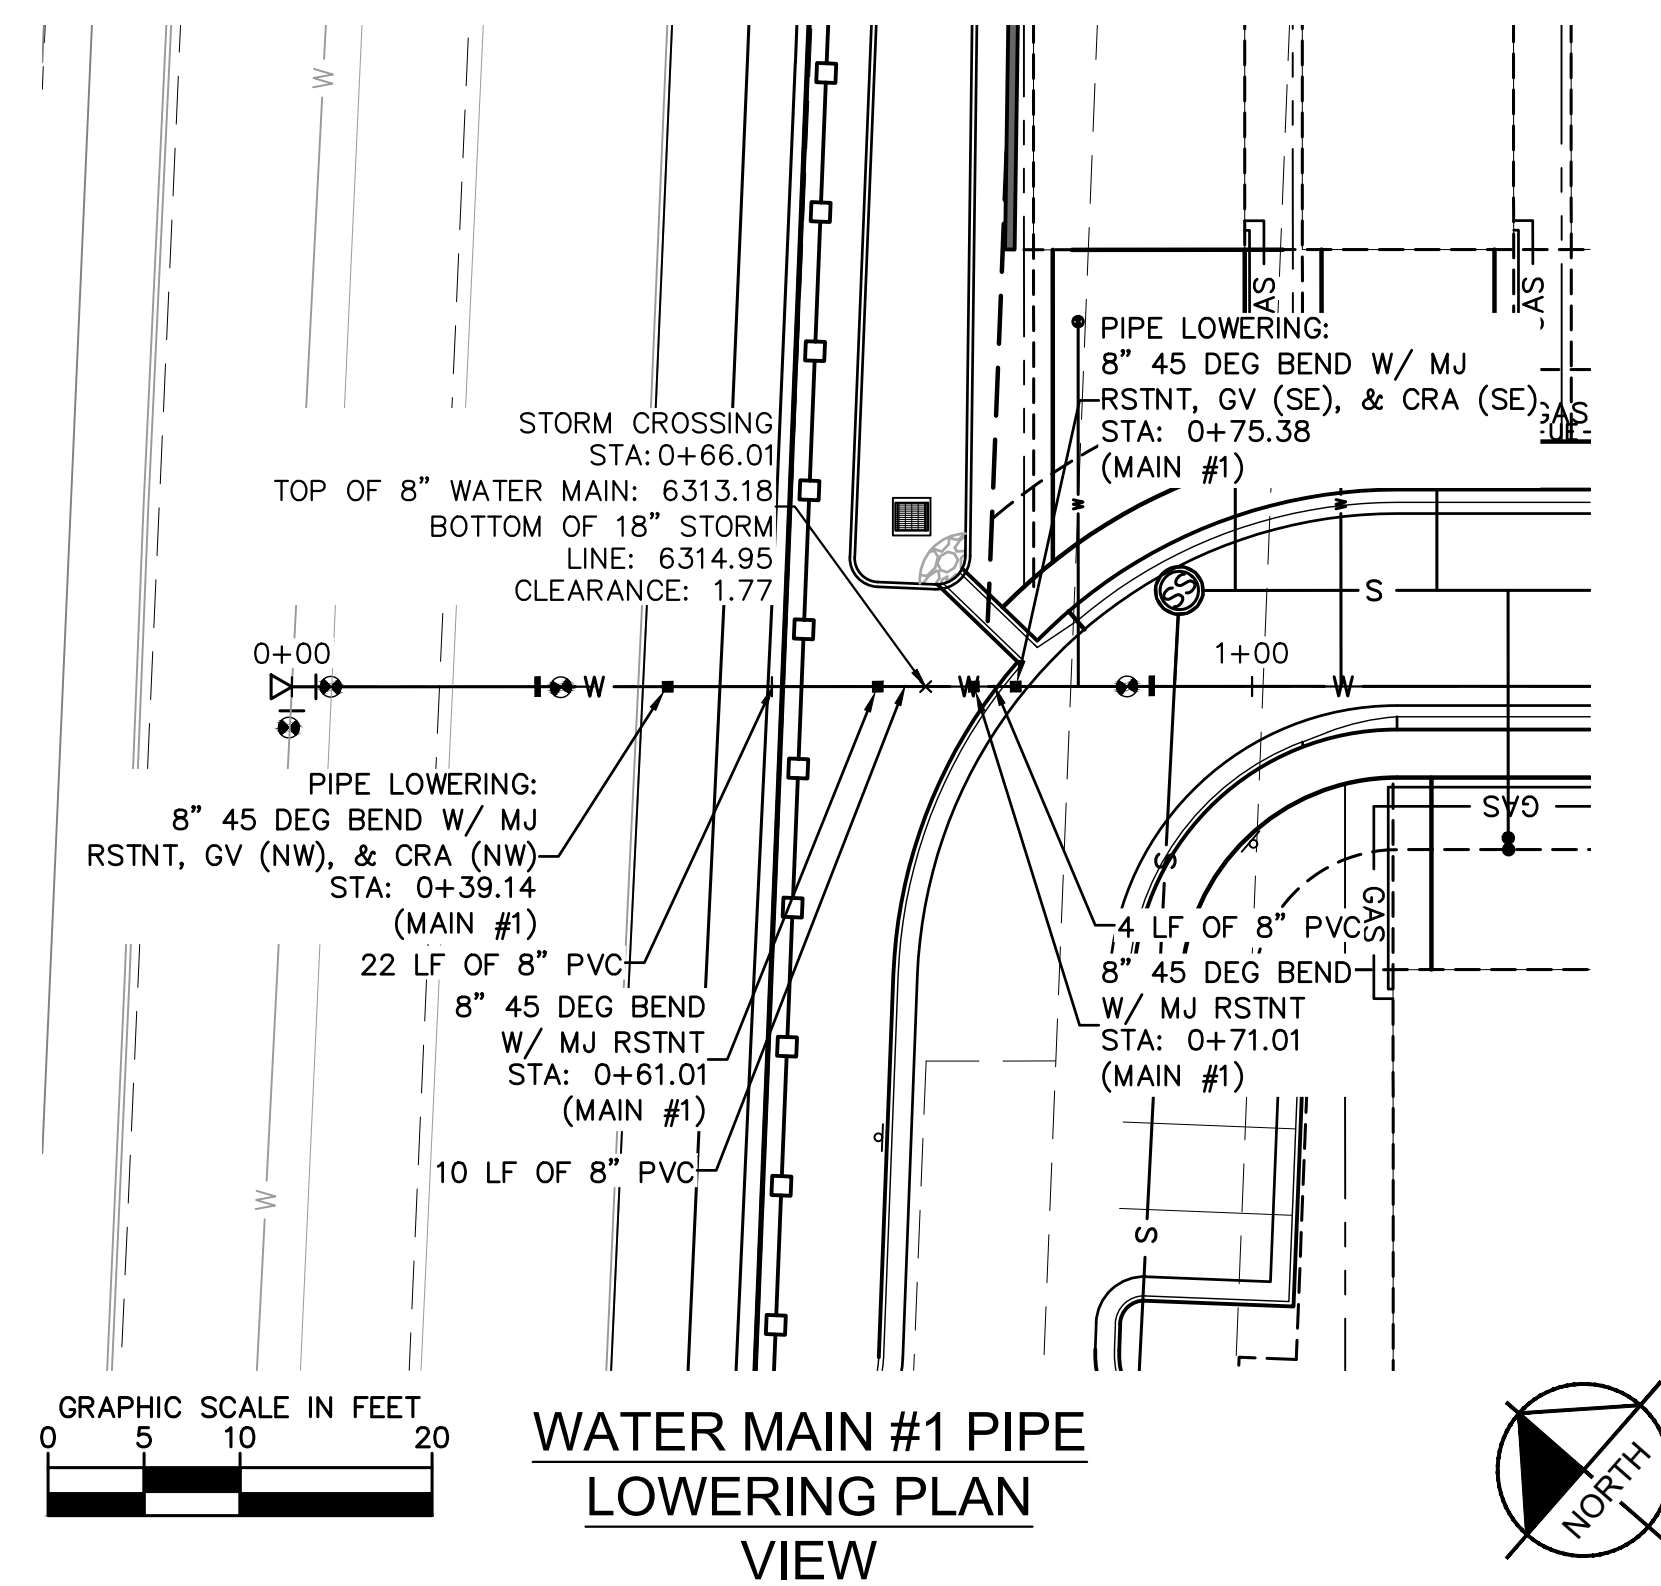 W
GAS
GAS
PIPE LOWERING:
8” 45 DEG BEND W/ MJ
RSTNT, GV (SE), & CRA (SE)
STA: 0+75.38
(MAIN #1)
GAS
STORM CROSSING
STA: 0+66.01
TOP OF 8” WATER MAIN: 6313.18
BOTTOM OF 18” STORM
LINE: 6314.95
CLEARANCE: 1.77
W
W
SS
S
0+00
1+00
W
W
W
PIPE LOWERING:
8” 45 DEG BEND W/ MJ
RSTNT, GV (NW), & CRA (NW)
STA: 0+39.14
(MAIN #1)
22 LF OF 8” PVC
8” 45 DEG BEND
W/ MJ RSTNT
STA: 0+61.01
(MAIN #1)
10 LF OF 8” PVC
GAS
S
GAS
4 LF OF 8” PVC
8” 45 DEG BEND
W/ MJ RSTNT
STA: 0+71.01
(MAIN #1)
W
S
GRAPHIC SCALE IN FEET
0 5 10 20
WATER MAIN #1 PIPE
LOWERING PLAN
VIEW
NORTH